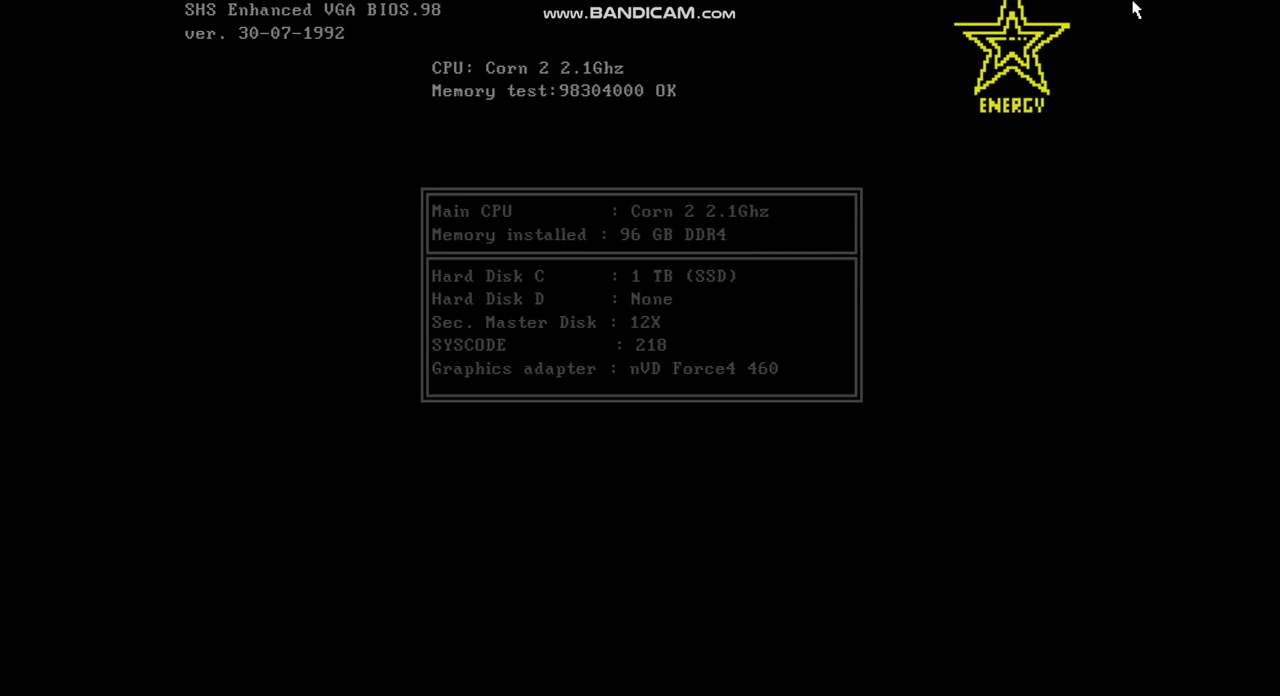 SHS Enhanced VGA BIOS.98
www.BANDICAM.com
ver. 30-07-1992
ENERGY
CPU: Corn 2 2.1Ghz
Memory test:98304000 OK
Main CPU : Corn 2 2.1Ghz
Memory installed : 96 GB DDR4
Hard Disk C : 1 TB (SSD)
Hard Disk D : None
Sec. Master Disk : 12X
SYSCODE : 218
Graphics adapter : nVD Force4 460